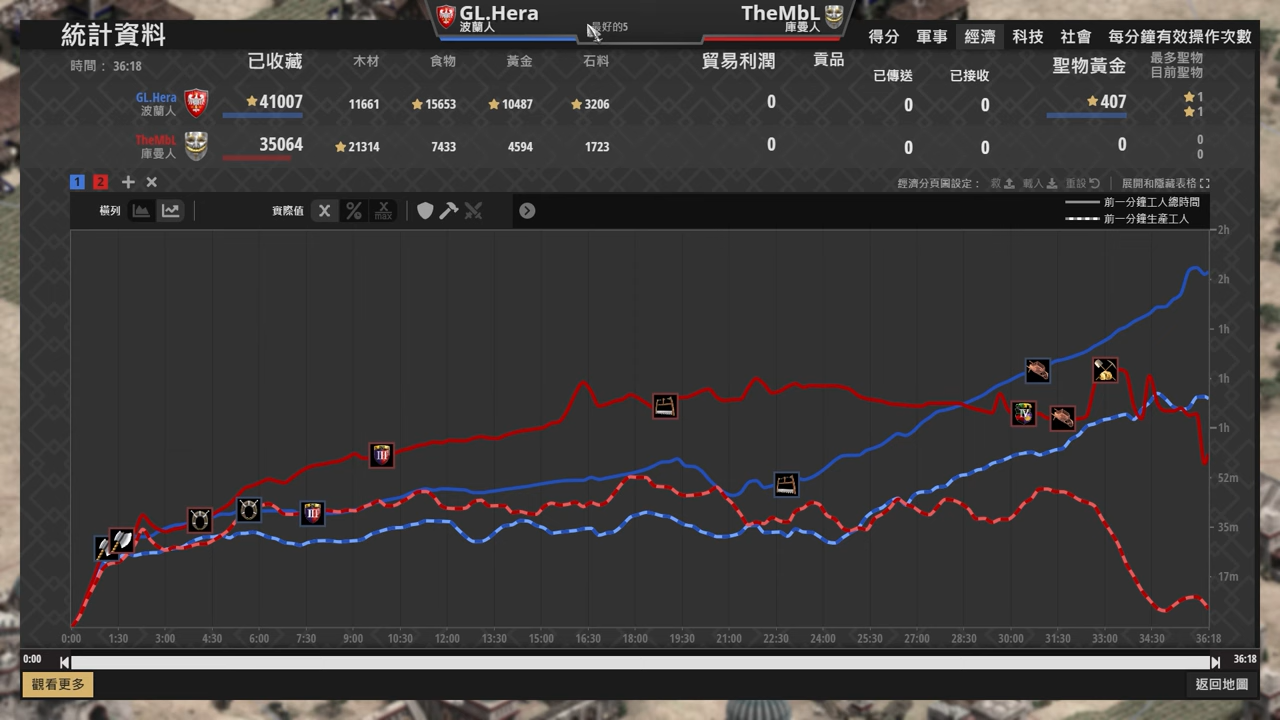 GL.Hera
波蘭人
最好的5
TheMbL
庫曼人
統計資料
得分 軍事 經濟 科技 社會 每分鐘有效操作次數
時間： 36:18
已收藏 木材 食物 黃金 石料 貿易利潤 貢品 已傳送 已接收 聖物黃金 最多聖物
目前聖物
GL.Hera
波蘭人
41007 11661 15653 10487 3206 0 0 0 407 1
1
TheMbL
庫曼人
35064 21314 7433 4594 1723 0 0 0 0 0
0
1 2
經濟分頁圖設定： 載入 重設 展開和隱藏表格
橫列 實際值 X % X
max
前一分鐘工人總時間
前一分鐘生產工人
2h
2h
1h
1h
1h
52m
35m
17m
III
III
IV
0:00 1:30 3:00 4:30 6:00 7:30 9:00 10:30 12:00 13:30 15:00 16:30 18:00 19:30 21:00 22:30 24:00 25:30 27:00 28:30 30:00 31:30 33:00 34:30 36:18
0:00 36:18
觀看更多 返回地圖